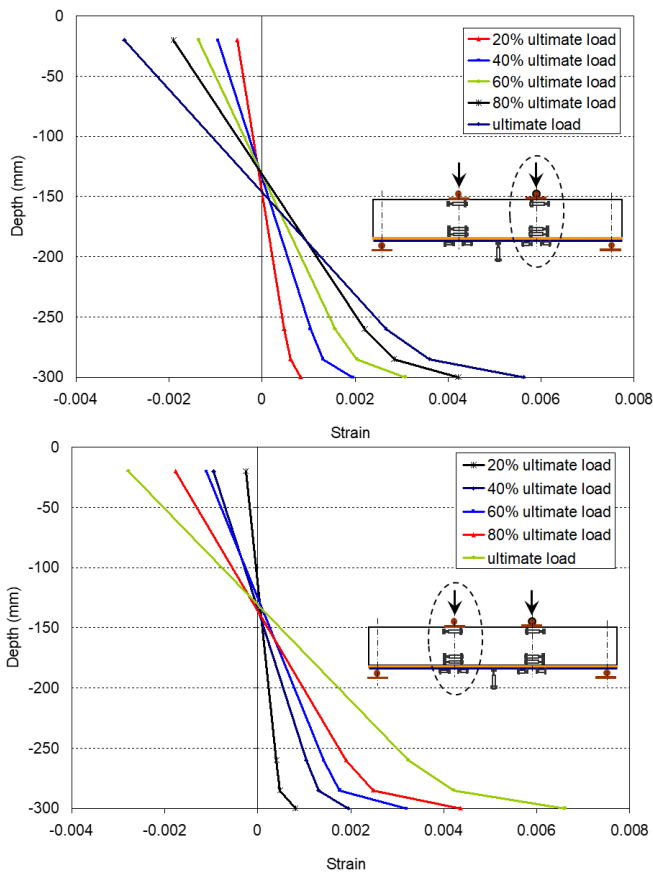 0
-50
-100
-150
-200
-250
-300
Depth (mm)
20% ultimate load
40% ultimate load
60% ultimate load
80% ultimate load
ultimate load
-0.004 -0.002 0 0.002 0.004 0.006 0.008
Strain
0
-50
-100
-150
-200
-250
-300
Depth (mm)
20% ultimate load
40% ultimate load
60% ultimate load
80% ultimate load
ultimate load
-0.004 -0.002 0 0.002 0.004 0.006 0.008
Strain